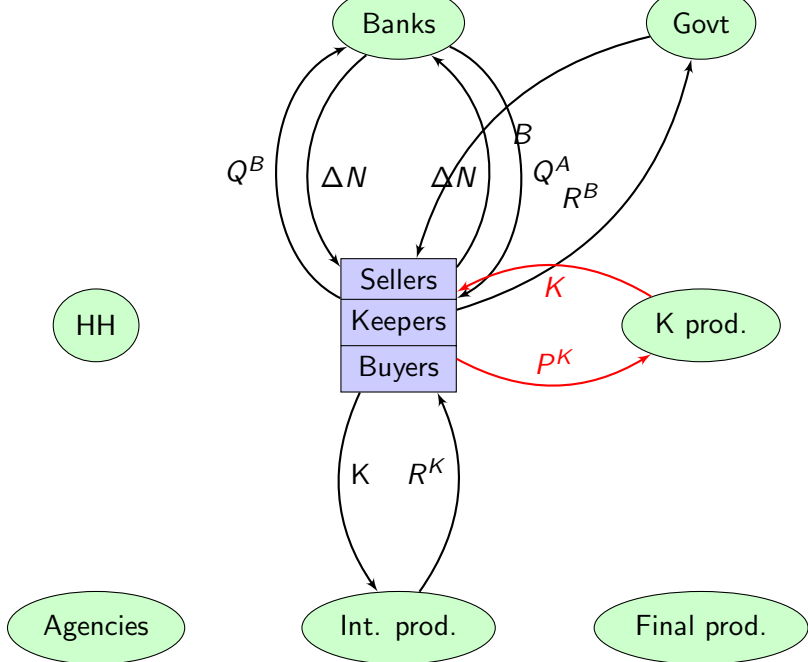 Banks
Govt
B
Q^B
ΔN
ΔN
Q^A
R^B
Sellers
K
HH
Keepers
K prod.
Buyers
P^K
K
R^K
Agencies
Int. prod.
Final prod.